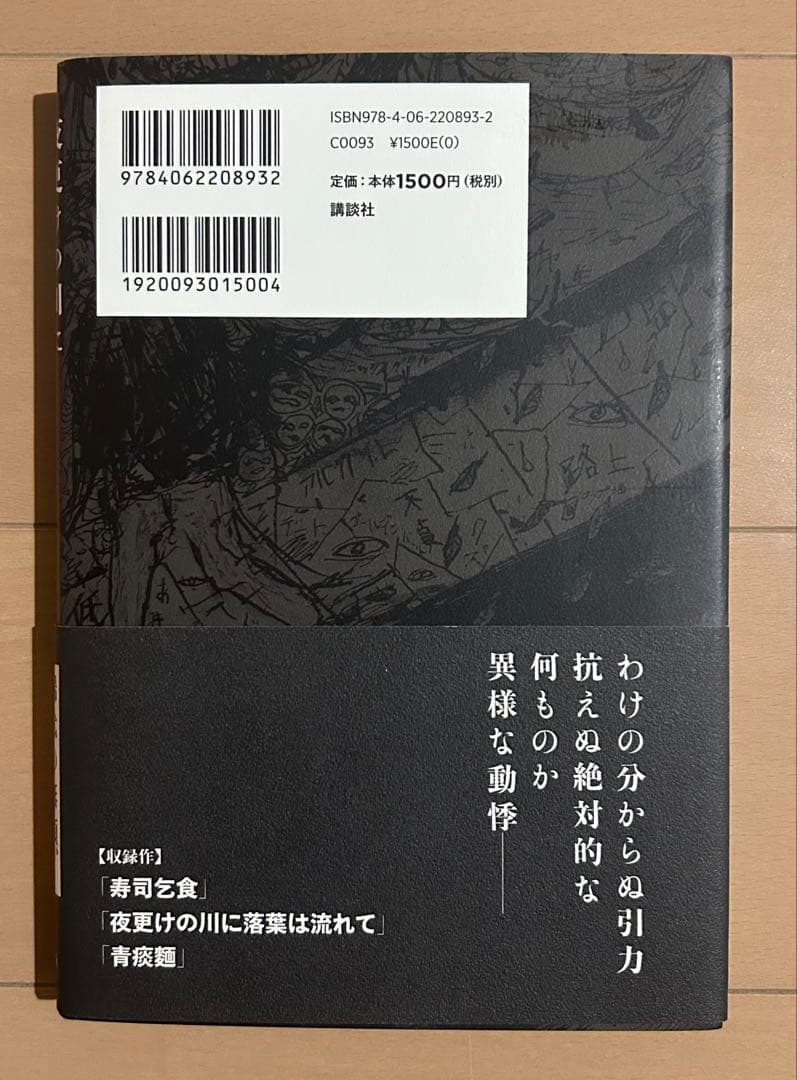 ISBN978-4-06-220893-2
C0093 ¥1500E(0)
定価：本体1500円（税別）
講談社
9784062208932
1920093015004
路上
わけの分からぬ引力
抗えぬ絶対的な
何ものか
異様な動悸――
【収録作】
「寿司乞食」
「夜更けの川に落葉は流れて」
「青痰麺」